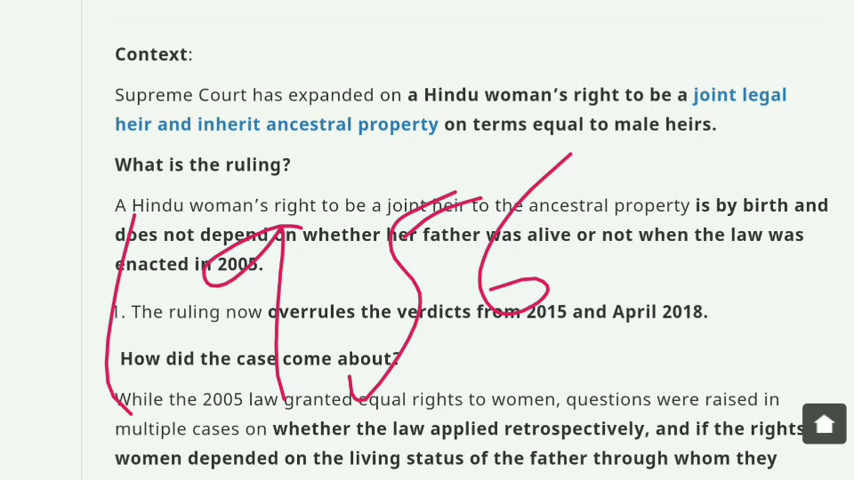 Context:
Supreme Court has expanded on a Hindu woman's right to be a joint legal
heir and inherit ancestral property on terms equal to male heirs.
What is the ruling?
A Hindu woman's right to be a joint heir to the ancestral property is by birth and
does not depend on whether her father was alive or not when the law was
enacted in 2005.
1956
1. The ruling now overrules the verdicts from 2015 and April 2018.
How did the case come about?
While the 2005 law granted equal rights to women, questions were raised in
multiple cases on whether the law applied retrospectively, and if the rights
women depended on the living status of the father through whom they